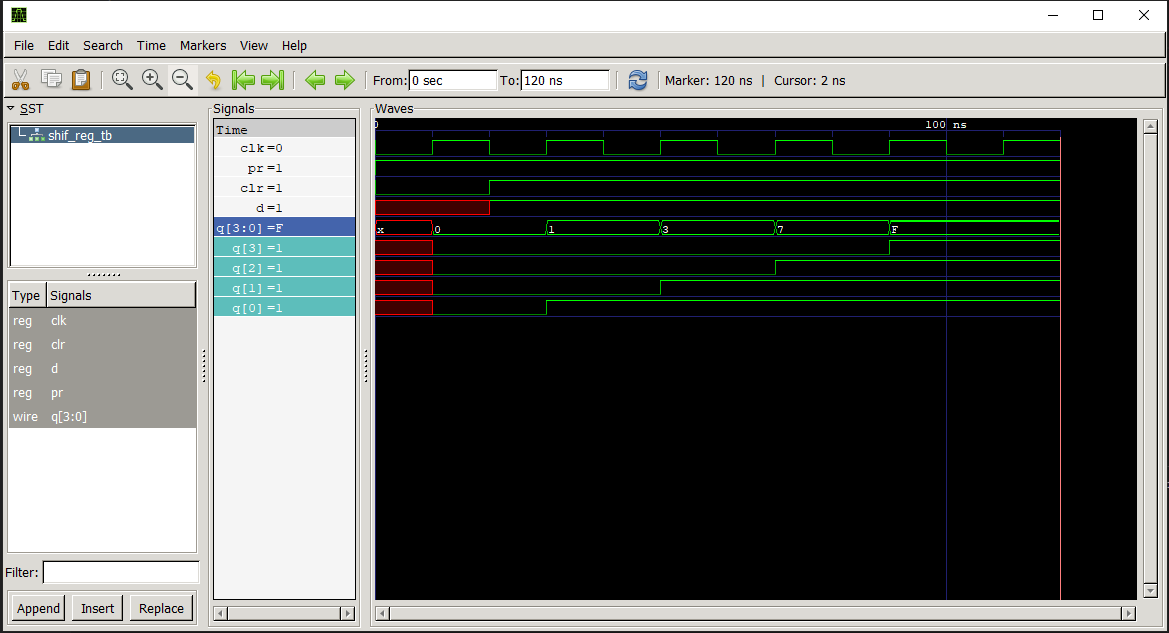 File Edit Search Time Markers View Help
From: 0 sec To: 120 ns Marker: 120 ns | Cursor: 2 ns
SST
shif_reg_tb
Type Signals
reg clk
reg clr
reg d
reg pr
wire q[3:0]
Filter:
Append Insert Replace
Signals
Time
clk=0
pr=1
clr=1
d=1
q[3:0]=F
q[3]=1
q[2]=1
q[1]=1
q[0]=1
Waves
0 100 ns
x 0 1 3 7 F